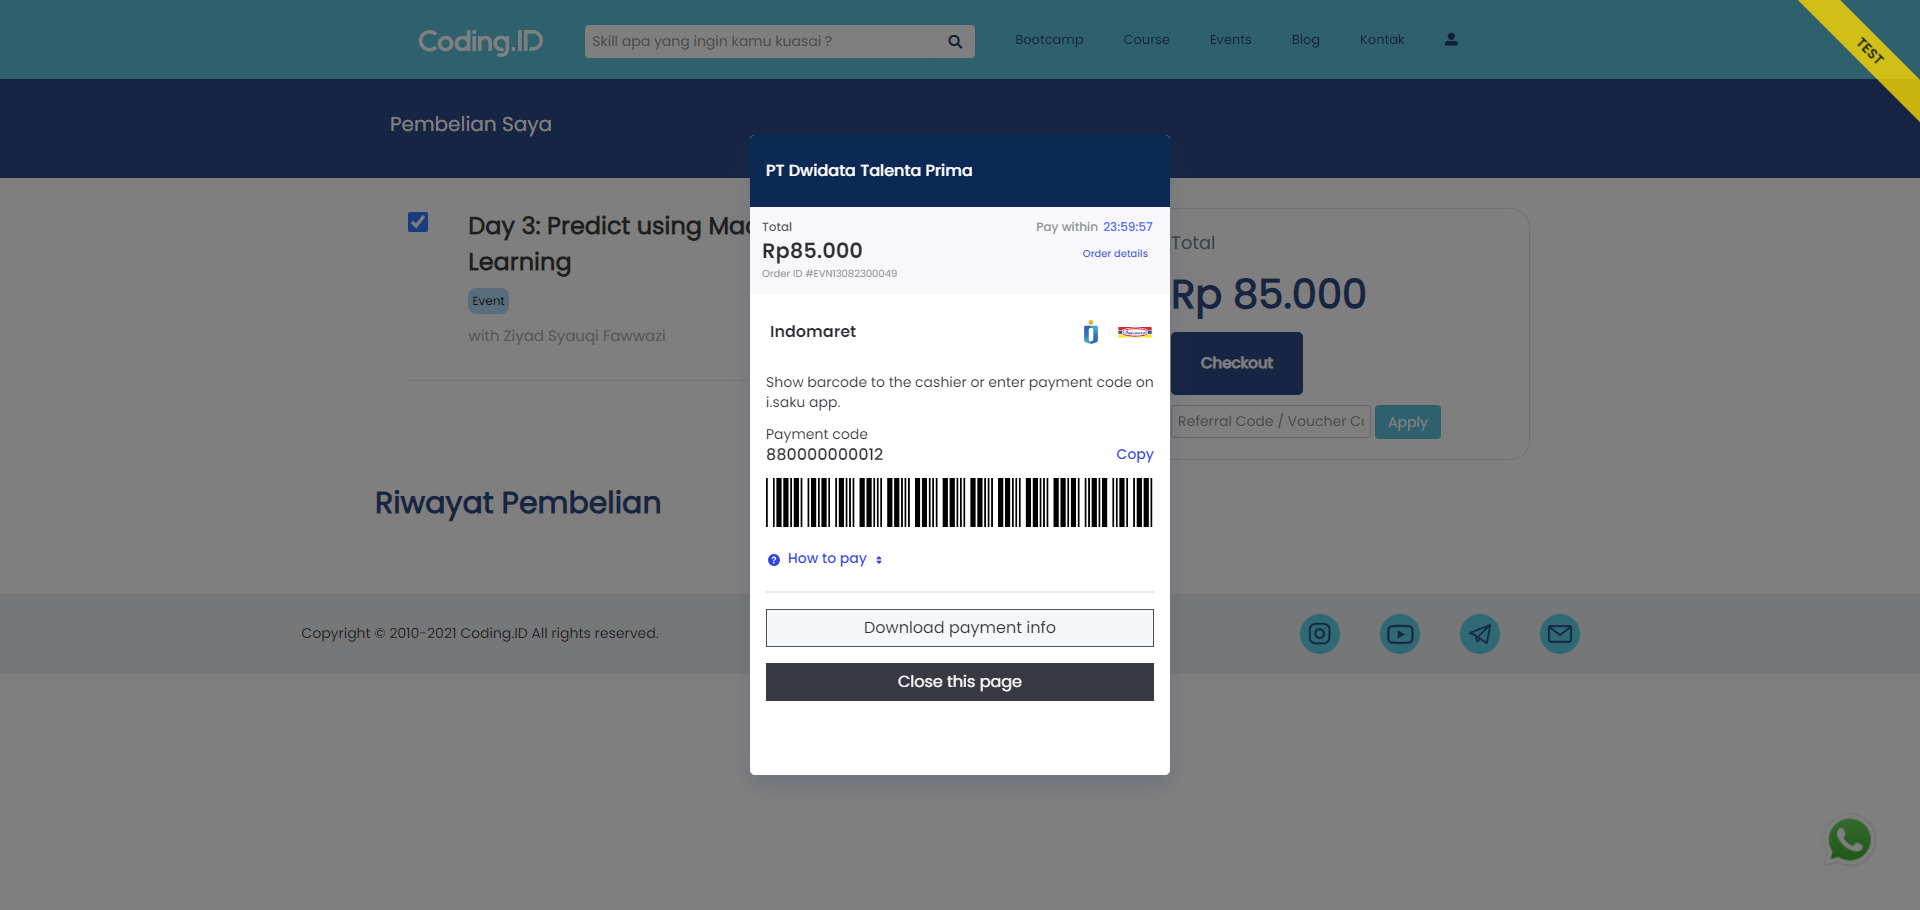 Coding.ID
Skill apa yang ingin kamu kuasai ?
Bootcamp
Course
Events
Blog
Kontak
TEST
Pembelian Saya
PT Dwidata Talenta Prima
Total
Pay within 23:59:57
Rp85.000
Order details
Order ID #EVN13082300049
Indomaret
Show barcode to the cashier or enter payment code on
i.saku app.
Payment code
880000000012
Copy
How to pay
Download payment info
Close this page
Day 3: Predict using
Learning
Event
with Ziyad Syauqi Fawwazi
Total
Rp 85.000
Checkout
Referral Code / Voucher
Apply
Riwayat Pembelian
Copyright © 2010-2021 Coding.ID All rights reserved.